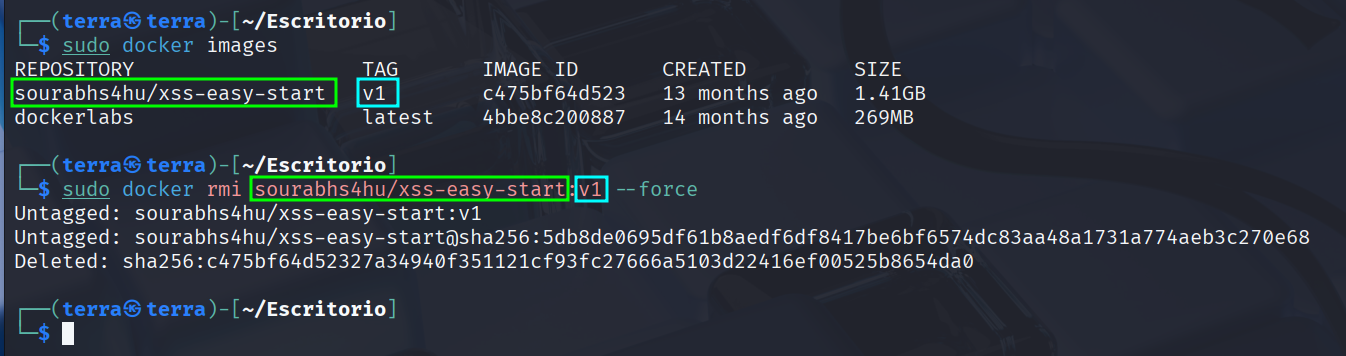 ┌──(terra㉿terra)-[~/Escritorio]
└─$ sudo docker images
REPOSITORY TAG IMAGE ID CREATED SIZE
sourabhs4hu/xss-easy-start v1 c475bf64d523 13 months ago 1.41GB
dockerlabs latest 4bbe8c200887 14 months ago 269MB
┌──(terra㉿terra)-[~/Escritorio]
└─$ sudo docker rmi sourabhs4hu/xss-easy-start:v1 --force
Untagged: sourabhs4hu/xss-easy-start:v1
Untagged: sourabhs4hu/xss-easy-start@sha256:5db8de0695df61b8aedf6df8417be6bf6574dc83aa48a1731a774aeb3c270e68
Deleted: sha256:c475bf64d52327a34940f351121cf93fc27666a5103d22416ef00525b8654da0
┌──(terra㉿terra)-[~/Escritorio]
└─$